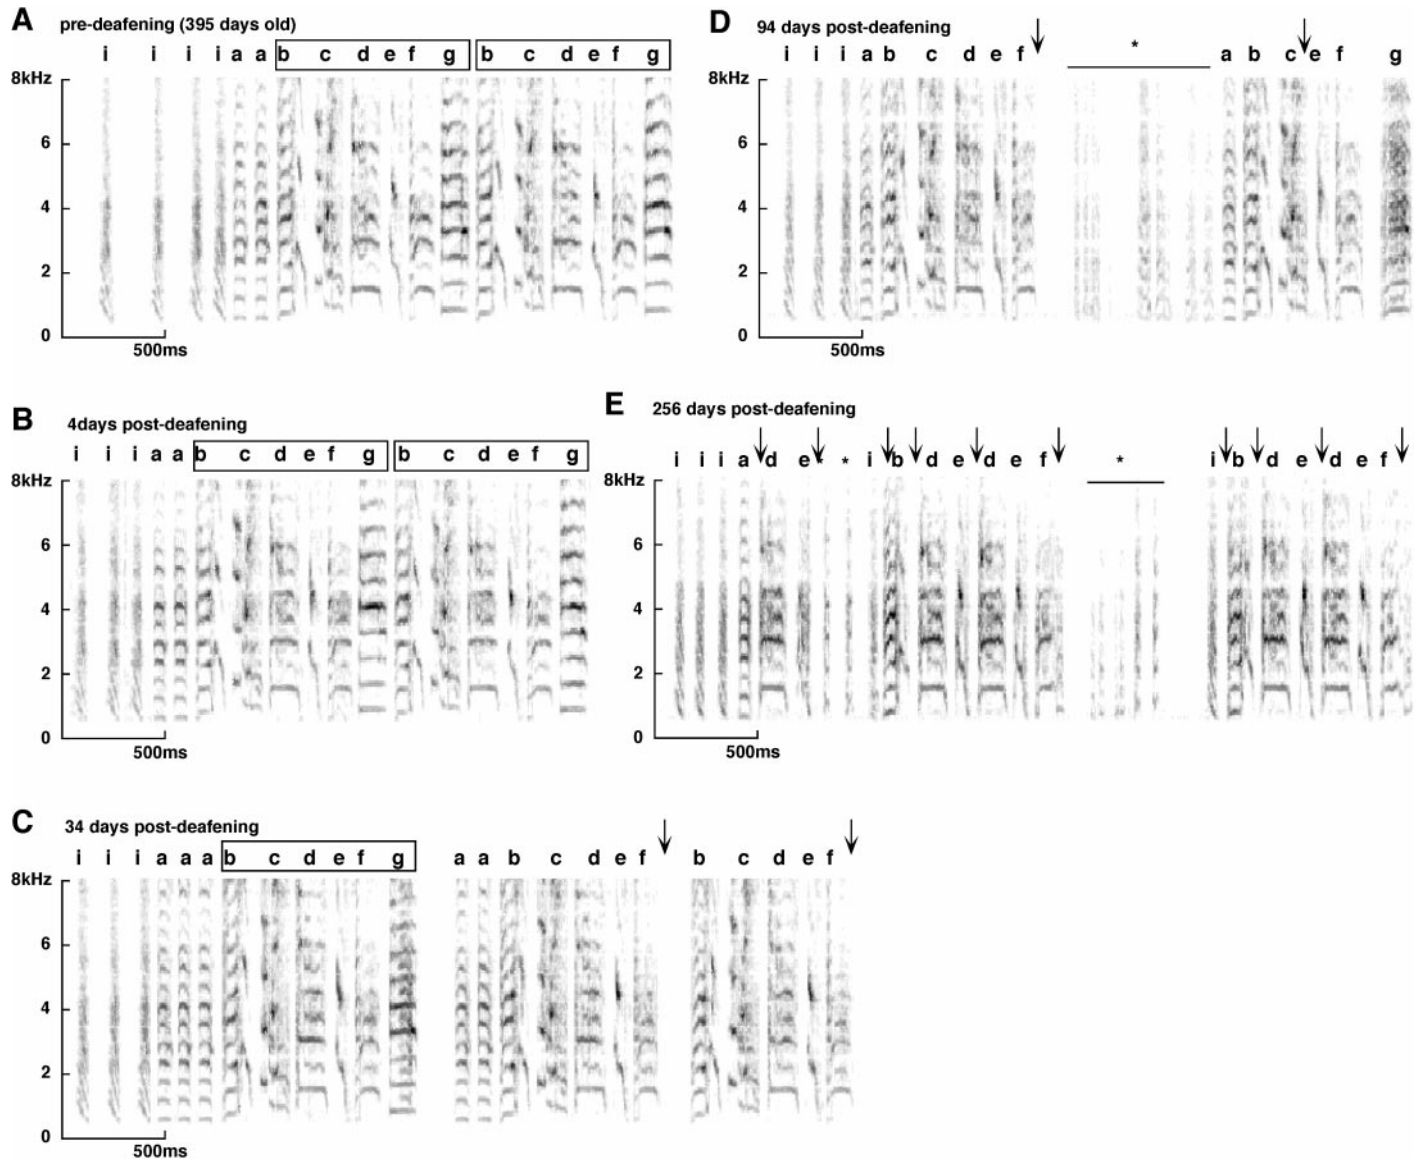 A
pre-deafening (395 days old)
i i i i a a b c d e f g b c d e f g
8kHz
6
4
2
0
500ms
B
4days post-deafening
i i i a a b c d e f g b c d e f g
8kHz
6
4
2
0
500ms
C
34 days post-deafening
i i i a a a b c d e f g a a b c d e f b c d e f
8kHz
6
4
2
0
500ms
D
94 days post-deafening
i i i a b c d e f * a b c e f g
8kHz
6
4
2
0
500ms
E
256 days post-deafening
i i i a d e * * i b d e d e f * i b d e d e f
8kHz
6
4
2
0
500ms